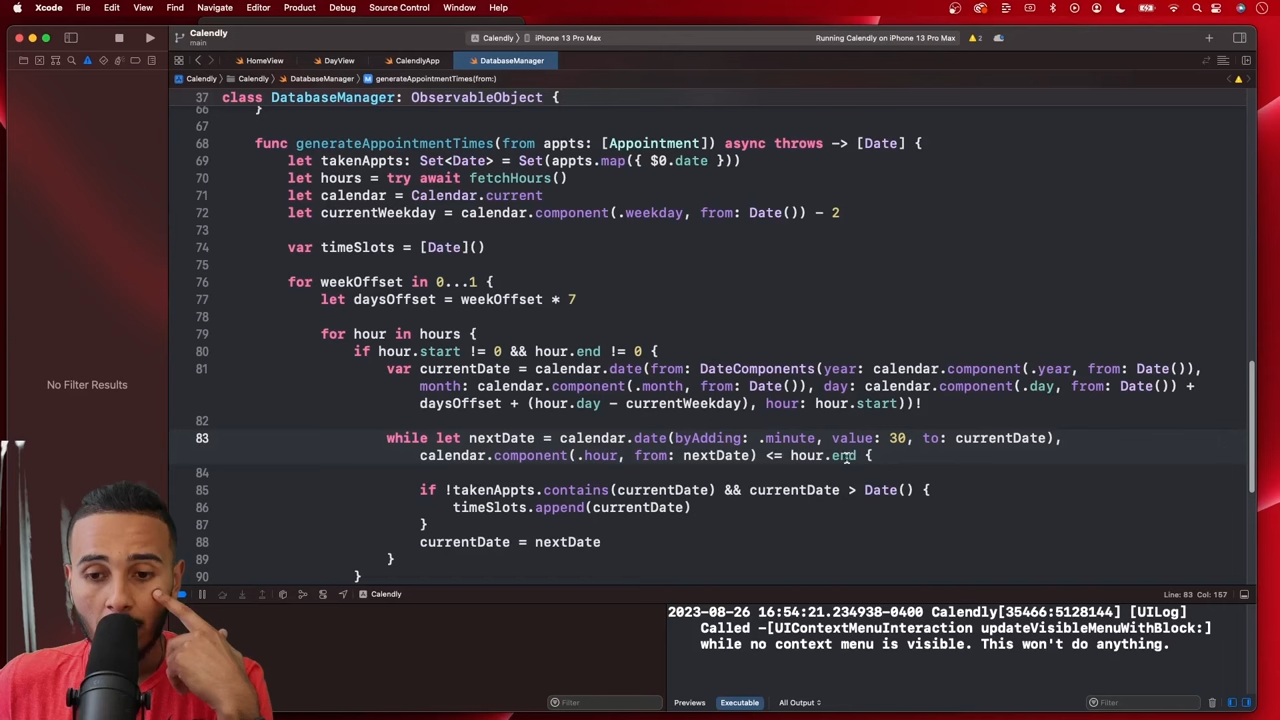 Xcode File Edit View Find Navigate Editor Product Debug Source Control Window Help
Calendly
main
Calendly
iPhone 13 Pro Max
Running Calendly on iPhone 13 Pro Max
2
HomeView
DayView
CalendlyApp
DatabaseManager
Calendly
Calendly
DatabaseManager
M
generateAppointmentTimes(from:)
37 class DatabaseManager: ObservableObject {
66 }
67
68 func generateAppointmentTimes(from appts: [Appointment]) async throws -> [Date] {
69 let takenAppts: Set<Date> = Set(appts.map({ $0.date }))
70 let hours = try await fetchHours()
71 let calendar = Calendar.current
72 let currentWeekday = calendar.component(.weekday, from: Date()) - 2
73
74 var timeSlots = [Date]()
75
76 for weekOffset in 0...1 {
77 let daysOffset = weekOffset * 7
78
79 for hour in hours {
80 if hour.start != 0 && hour.end != 0 {
81 var currentDate = calendar.date(from: DateComponents(year: calendar.component(.year, from: Date()),
month: calendar.component(.month, from: Date()), day: calendar.component(.day, from: Date()) +
daysOffset + (hour.day - currentWeekday), hour: hour.start))!
82
83 while let nextDate = calendar.date(byAdding: .minute, value: 30, to: currentDate),
calendar.component(.hour, from: nextDate) <= hour.end {
84
85 if !takenAppts.contains(currentDate) && currentDate > Date() {
86 timeSlots.append(currentDate)
87 }
88 currentDate = nextDate
89 }
90 }
No Filter Results
Calendly
Line: 83 Col: 157
2023-08-26 16:54:21.234938-0400 Calendly[35466:5128144] [UILog]
Called -[UIContextMenuInteraction updateVisibleMenuWithBlock:]
while no context menu is visible. This won't do anything.
Filter
Previews
Executable
All Output
Filter